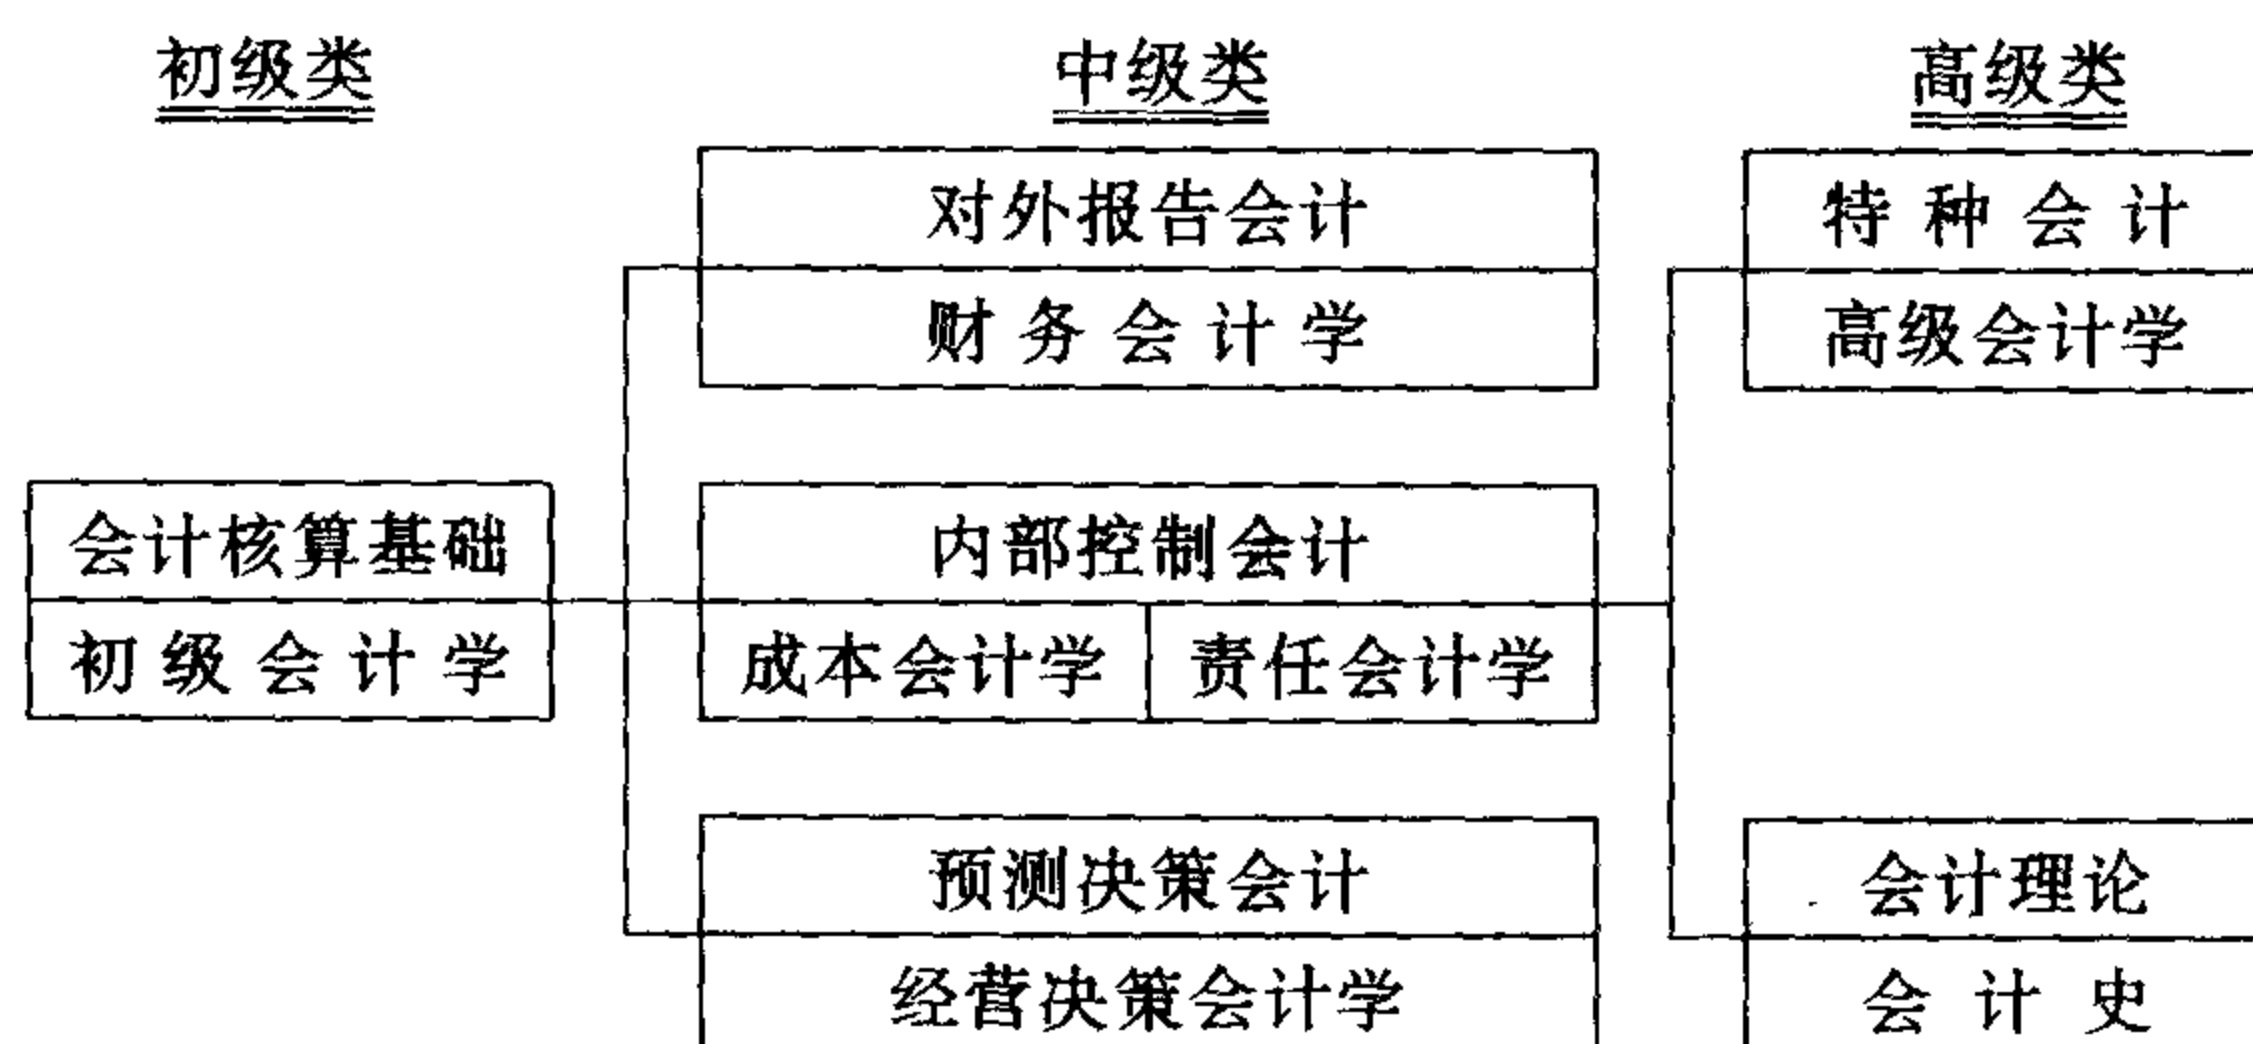 初级类 中级类 高级类
对外报告会计 特种会计
财务会计学 高级会计学
会计核算基础 内部控制会计
初级会计学 成本会计学 责任会计学
预测决策会计 会计理论
经营决策会计学 会计史